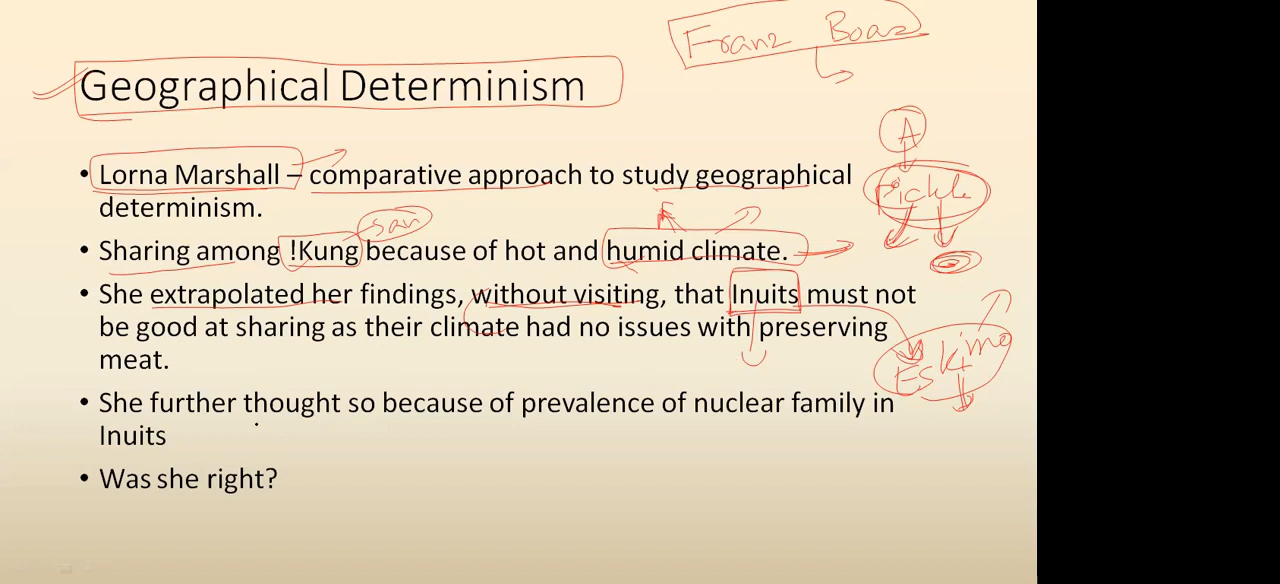 Franz Boas
Geographical Determinism
A
• Lorna Marshall – comparative approach to study geographical
determinism.
Pickle
san
• Sharing among !Kung because of hot and humid climate.
• She extrapolated her findings, without visiting, that Inuits must not
be good at sharing as their climate had no issues with preserving
meat.
Eskimo
• She further thought so because of prevalence of nuclear family in
Inuits
• Was she right?